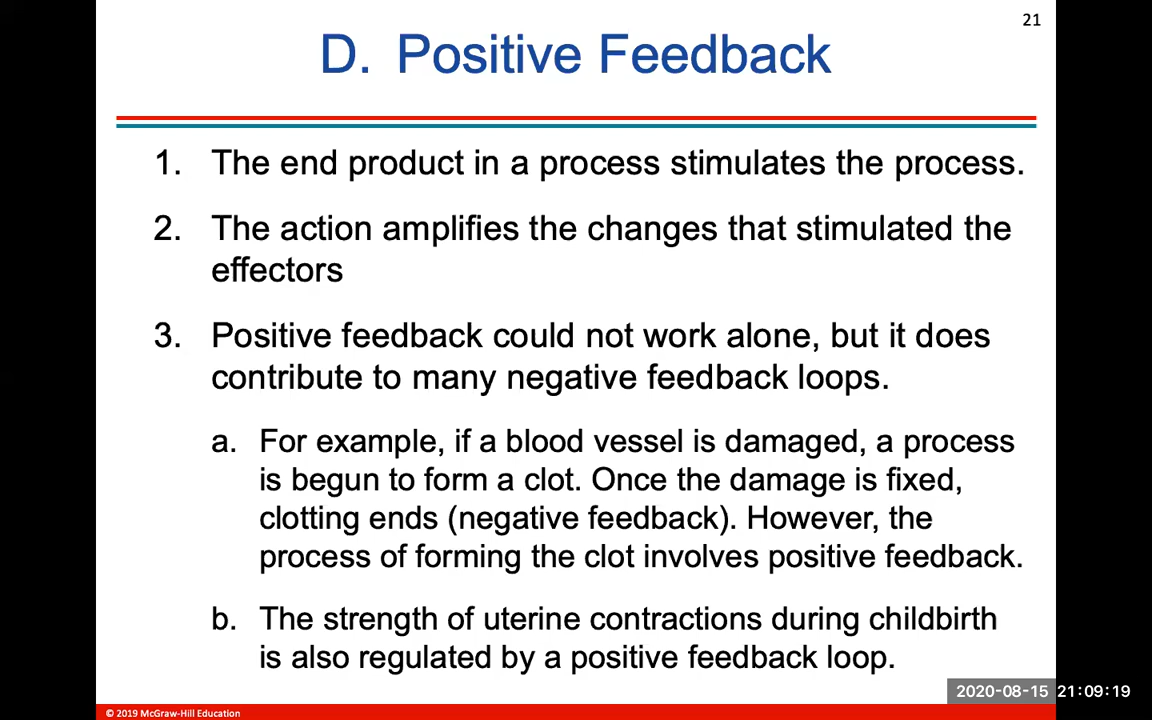 21
D. Positive Feedback
1. The end product in a process stimulates the process.
2. The action amplifies the changes that stimulated the
effectors
3. Positive feedback could not work alone, but it does
contribute to many negative feedback loops.
a. For example, if a blood vessel is damaged, a process
is begun to form a clot. Once the damage is fixed,
clotting ends (negative feedback). However, the
process of forming the clot involves positive feedback.
b. The strength of uterine contractions during childbirth
is also regulated by a positive feedback loop.
2020-08-15 21:09:19
© 2019 McGraw-Hill Education